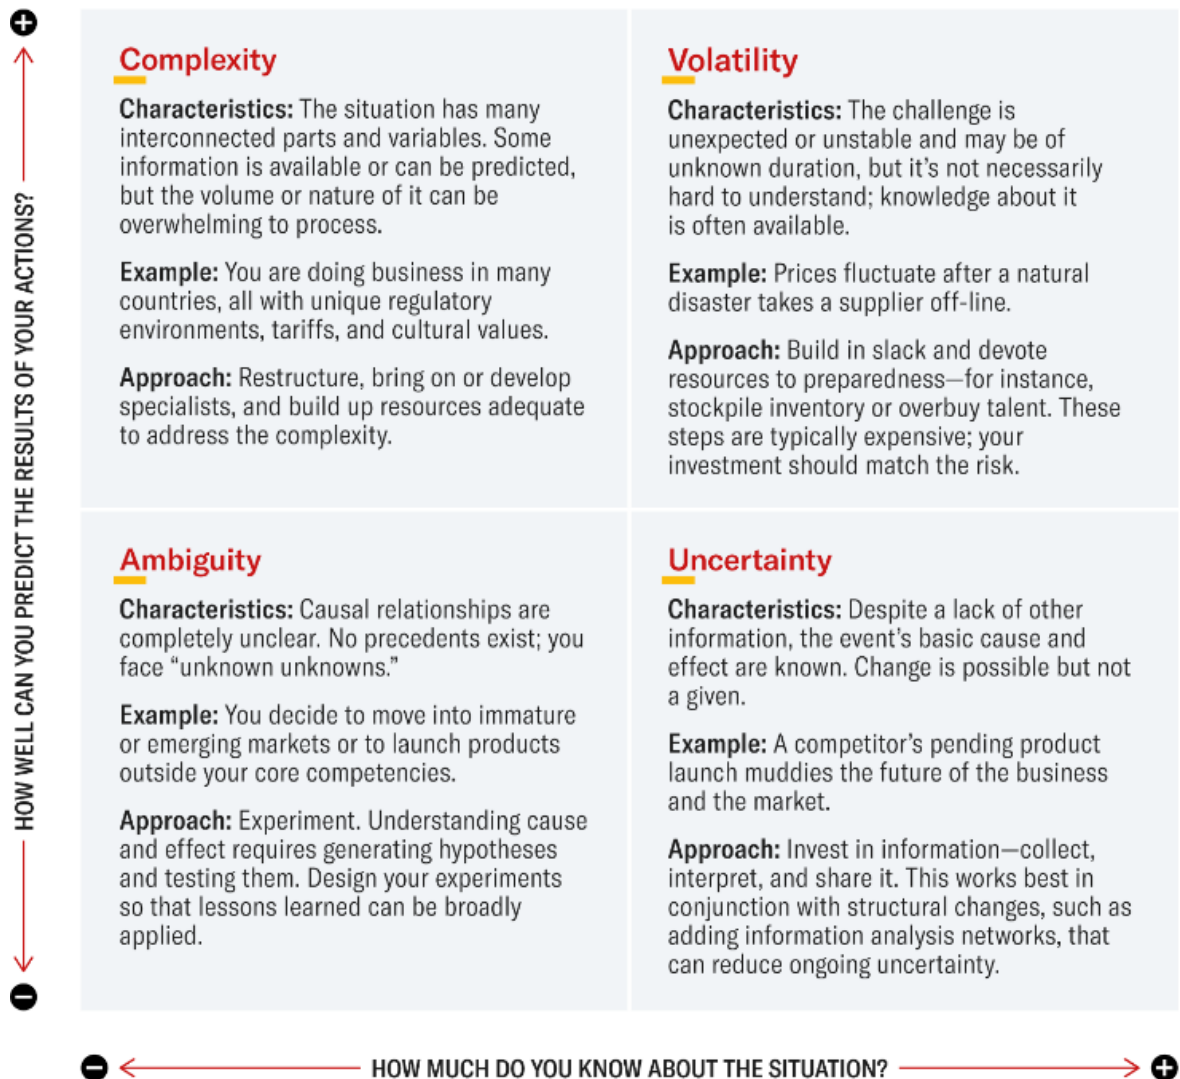 HOW WELL CAN YOU PREDICT THE RESULTS OF YOUR ACTIONS?
Complexity
Characteristics: The situation has many
interconnected parts and variables. Some
information is available or can be predicted,
but the volume or nature of it can be
overwhelming to process.
Example: You are doing business in many
countries, all with unique regulatory
environments, tariffs, and cultural values.
Approach: Restructure, bring on or develop
specialists, and build up resources adequate
to address the complexity.
Volatility
Characteristics: The challenge is
unexpected or unstable and may be of
unknown duration, but it’s not necessarily
hard to understand; knowledge about it
is often available.
Example: Prices fluctuate after a natural
disaster takes a supplier off-line.
Approach: Build in slack and devote
resources to preparedness—for instance,
stockpile inventory or overbuy talent. These
steps are typically expensive; your
investment should match the risk.
Ambiguity
Characteristics: Causal relationships are
completely unclear. No precedents exist; you
face “unknown unknowns.”
Example: You decide to move into immature
or emerging markets or to launch products
outside your core competencies.
Approach: Experiment. Understanding cause
and effect requires generating hypotheses
and testing them. Design your experiments
so that lessons learned can be broadly
applied.
Uncertainty
Characteristics: Despite a lack of other
information, the event’s basic cause and
effect are known. Change is possible but not
a given.
Example: A competitor’s pending product
launch muddies the future of the business
and the market.
Approach: Invest in information—collect,
interpret, and share it. This works best in
conjunction with structural changes, such as
adding information analysis networks, that
can reduce ongoing uncertainty.
HOW MUCH DO YOU KNOW ABOUT THE SITUATION?